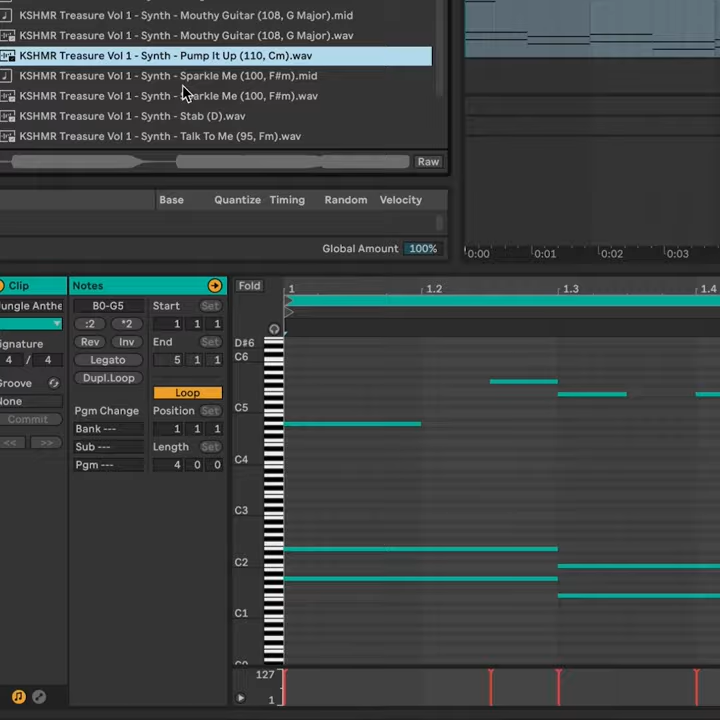 KSHMR Treasure Vol 1 - Synth - Mouthy Guitar (108, G Major).mid
KSHMR Treasure Vol 1 - Synth - Mouthy Guitar (108, G Major).wav
KSHMR Treasure Vol 1 - Synth - Pump It Up (110, Cm).wav
KSHMR Treasure Vol 1 - Synth - Sparkle Me (100, F#m).mid
KSHMR Treasure Vol 1 - Synth - Sparkle Me (100, F#m).wav
KSHMR Treasure Vol 1 - Synth - Stab (D).wav
KSHMR Treasure Vol 1 - Synth - Talk To Me (95, Fm).wav
Raw
Base Quantize Timing Random Velocity
Global Amount 100%
0:00 0:01 0:02 0:03
Clip Notes Fold 1 1.2 1.3 1.4
ungle Anthe B0-G5 Start Set
:2 *2 1 1 1
ignature Rev Inv End Set
4 / 4 Legato 5 1 1
Groove Dupl.Loop
None Loop
Commit Pgm Change Position Set
<< >> Bank --- 1 1 1
Sub --- Length Set
Pgm --- 4 0 0
D#6
C6
C5
C4
C3
C2
C1
127
1